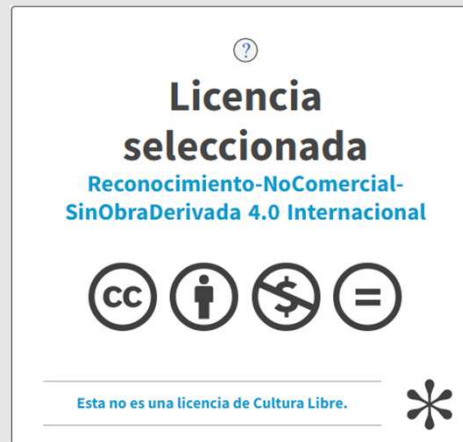 ?
Licencia
seleccionada
Reconocimiento-NoComercial-
SinObraDerivada 4.0 Internacional
cc $ =
Esta no es una licencia de Cultura Libre.